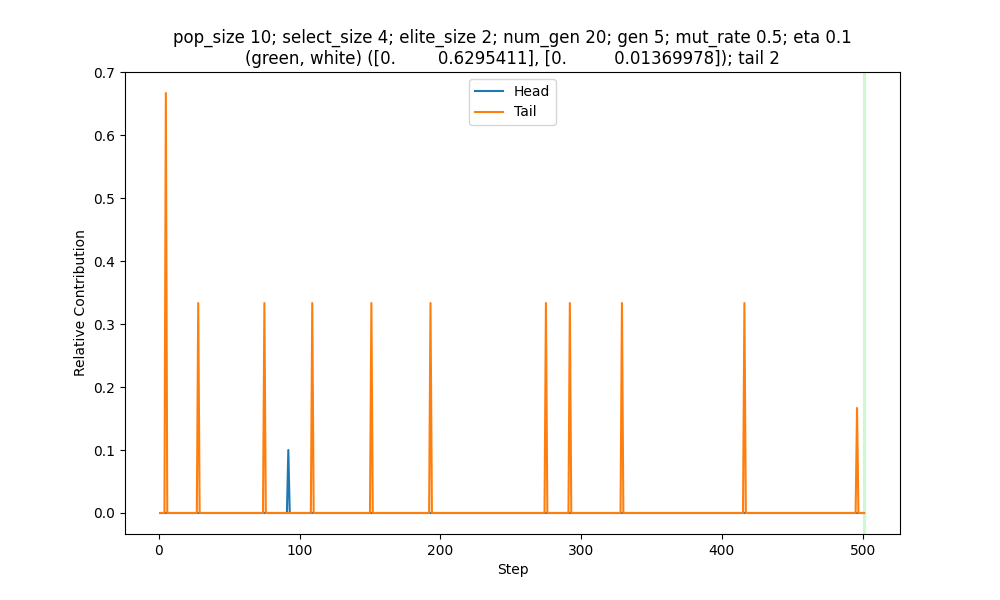 pop_size 10; select_size 4; elite_size 2; num_gen 20; gen 5; mut_rate 0.5; eta 0.1
(green, white) ([0.        0.6295411], [0.         0.01369978]); tail 2
Head
Tail
0.7
0.6
0.5
0.4
0.3
0.2
0.1
0.0
Relative Contribution
0
100
200
300
400
500
Step